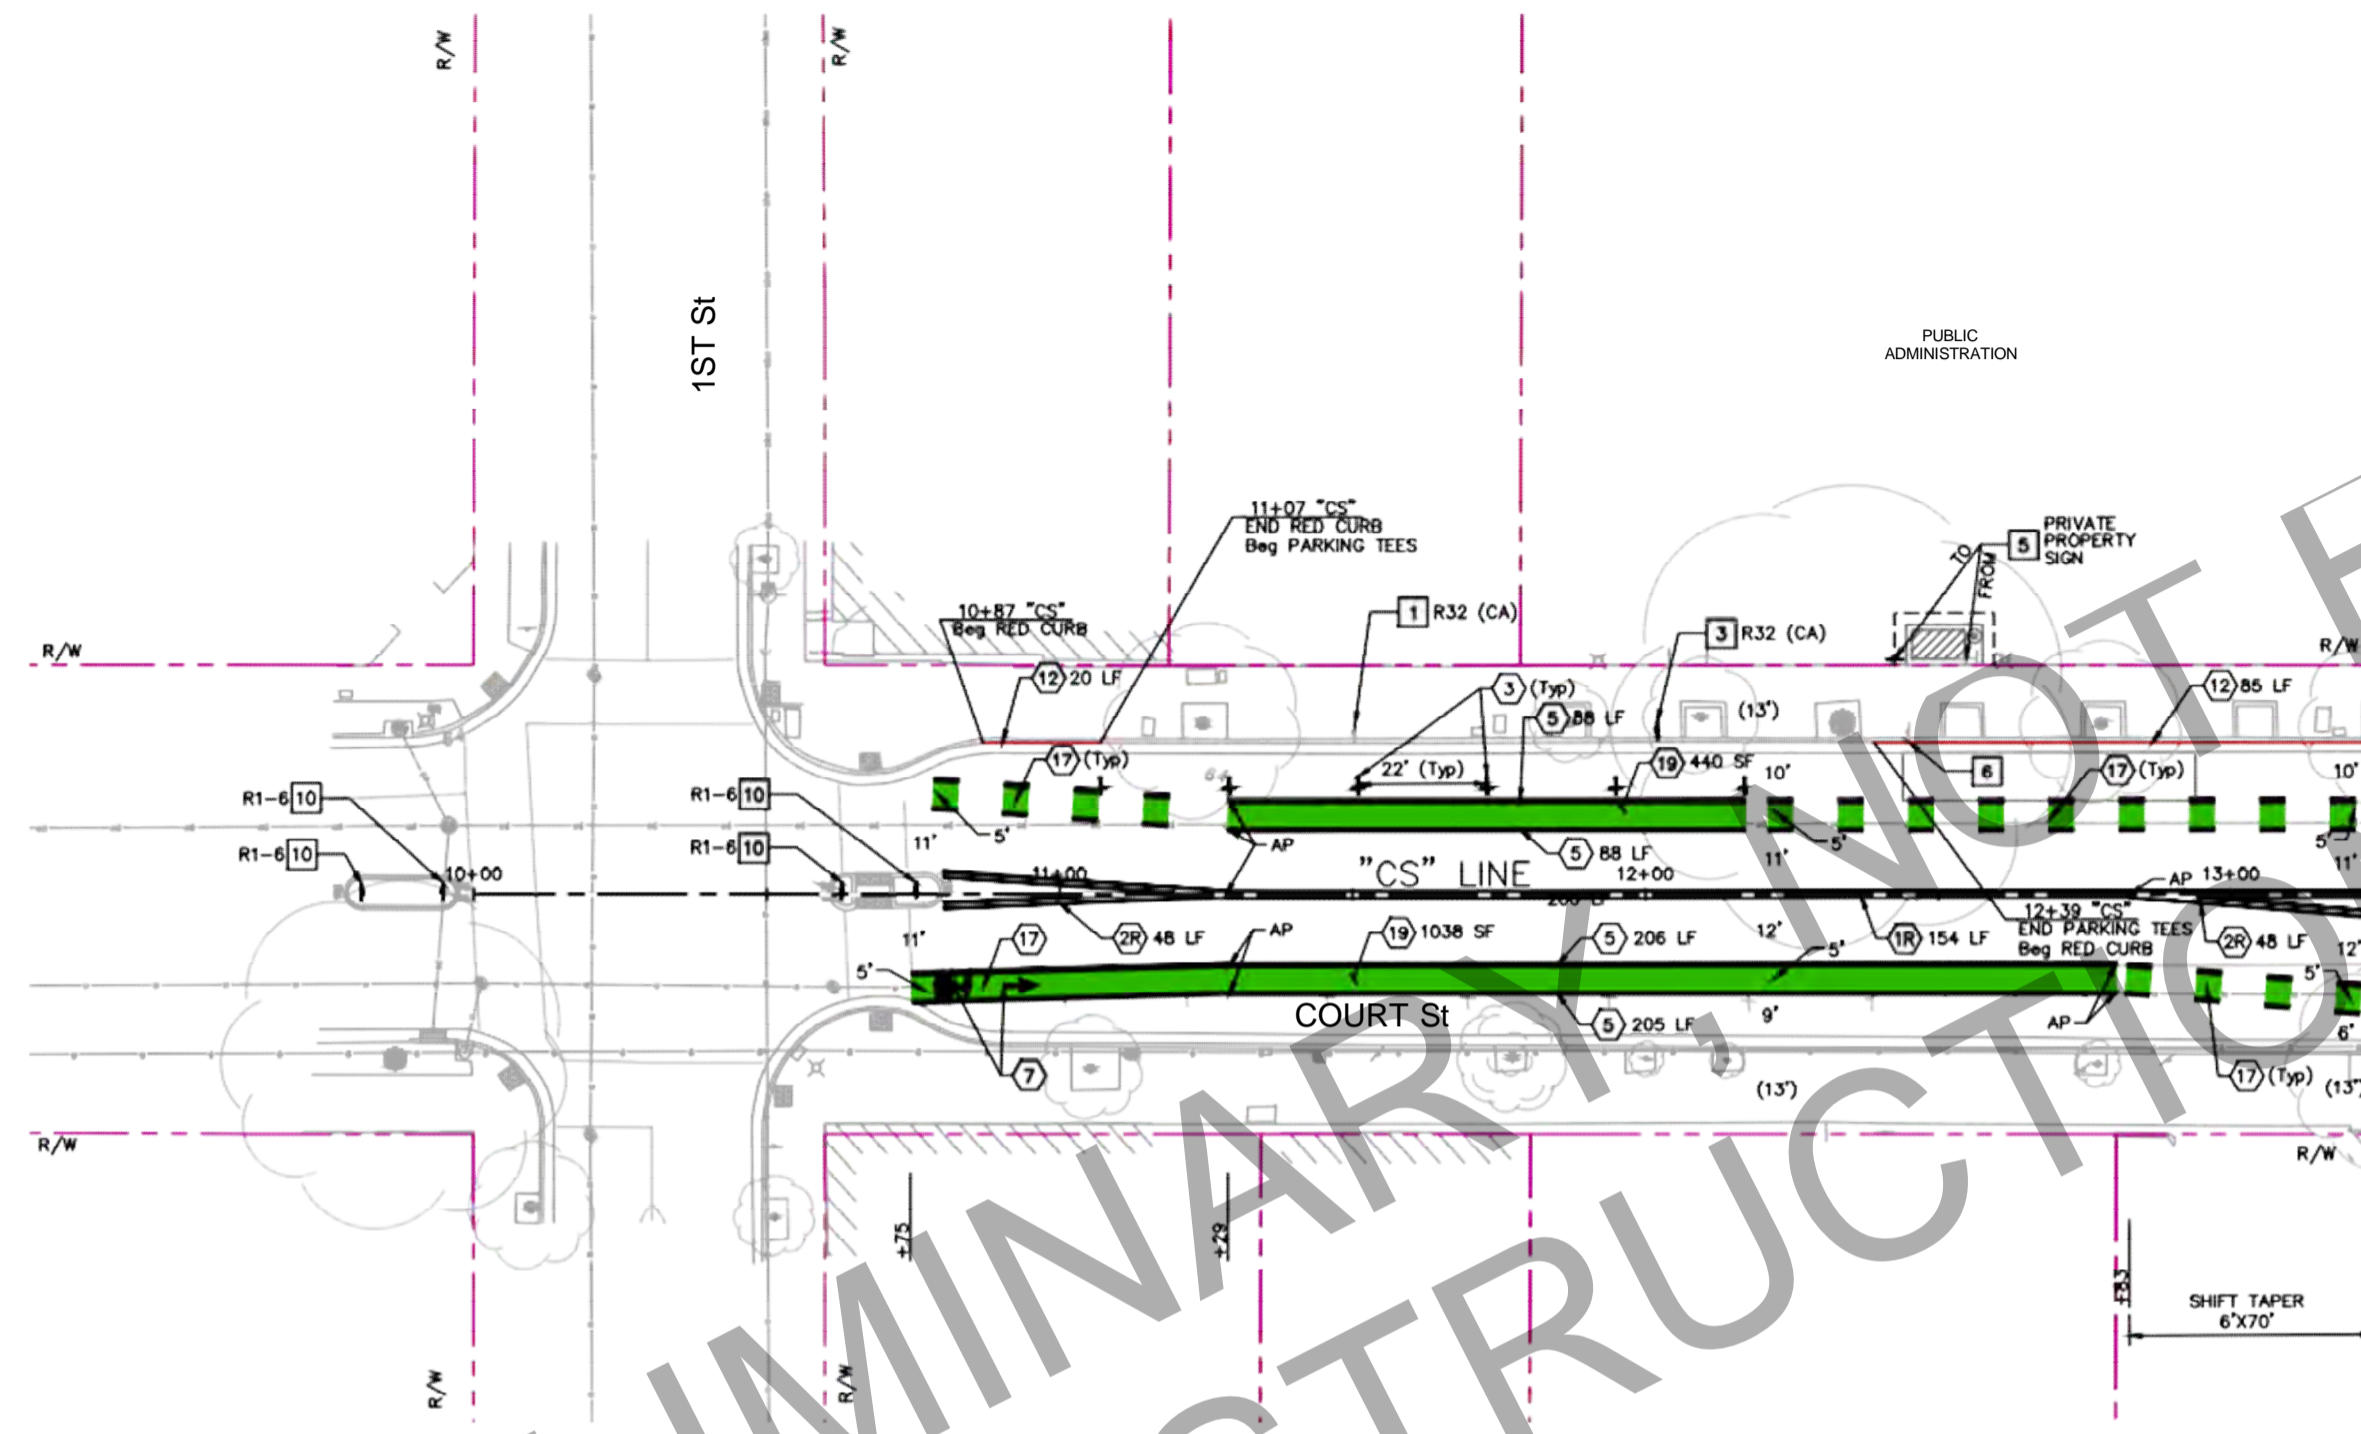 R/W
R/W
1ST St
PUBLIC
ADMINISTRATION
11+07 "CS"
END RED CURB
Beg PARKING TEES
TO
FROM
5
PRIVATE
PROPERTY
SIGN
10+87 "CS"
Beg RED CURB
1 R32 (CA)
3 R32 (CA)
R/W
R/W
12 20 LF
3 (Typ)
5 88 LF
(13')
12 85 LF
17 (Typ)
22' (Typ)
19 440 SF
10'
6
17 (Typ)
10'
R1-6 10
R1-6 10
5'
11'
AP
5'
5'
R1-6 10
R1-6 10
5 88 LF
11'
11'
10+00
11+00
"CS" LINE
12+00
AP
13+00
12+39 "CS"
END PARKING TEES
Beg RED CURB
11'
17
2R 48 LF
AP
19 1038 SF
5 206 LF
12'
5'
1R 154 LF
2R 48 LF
12'
5'
5'
COURT St
5 205 LF
9'
AP
6'
7
17 (Typ)
(13')
(13')
R/W
R/W
+75
+29
+83
SHIFT TAPER
6'X70'
R/W
R/W
MINARY, NOT F
CTRUCTIO